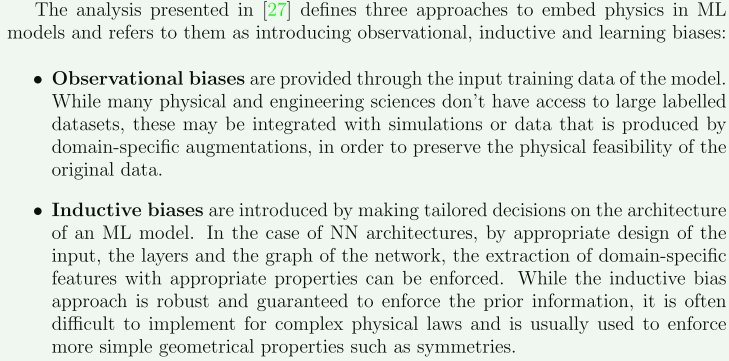 The analysis presented in [27] defines three approaches to embed physics in ML
models and refers to them as introducing observational, inductive and learning biases:
• Observational biases are provided through the input training data of the model.
While many physical and engineering sciences don't have access to large labelled
datasets, these may be integrated with simulations or data that is produced by
domain-specific augmentations, in order to preserve the physical feasibility of the
original data.
• Inductive biases are introduced by making tailored decisions on the architecture
of an ML model. In the case of NN architectures, by appropriate design of the
input, the layers and the graph of the network, the extraction of domain-specific
features with appropriate properties can be enforced. While the inductive bias
approach is robust and guaranteed to enforce the prior information, it is often
difficult to implement for complex physical laws and is usually used to enforce
more simple geometrical properties such as symmetries.